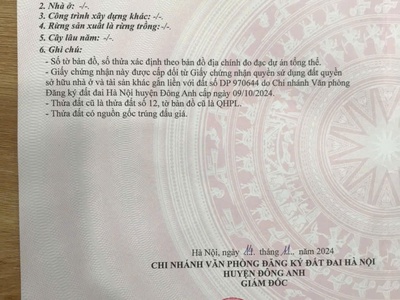 2. Nhà ở: -/-.
3. Công trình xây dựng khác: -/-.
4. Rừng sản xuất là rừng trồng:-/-.
5. Cây lâu năm: -/-.
6. Ghi chú:
- Số tờ bản đồ, số thửa xác định theo bản đồ địa chính đo đạc dự án tổng thể.
- Giấy chứng nhận này được cấp đổi từ Giấy chứng nhận quyền sử dụng đất quyền
sở hữu nhà ở và tài sản khác gắn liền với đất số DP 970644 do Chi nhánh Văn phòng
Đăng ký đất đai Hà Nội huyện Đông Anh cấp ngày 09/10/2024.
- Thửa đất cũ là thửa đất số 12, tờ bản đồ cũ là QHPL.
- Thửa đất có nguồn gốc trúng đấu giá.
Hà Nội, ngày 14 tháng 11 năm 2024
CHI NHÁNH VĂN PHÒNG ĐĂNG KÝ ĐẤT ĐAI HÀ NỘI
HUYỆN ĐÔNG ANH
GIÁM ĐỐC